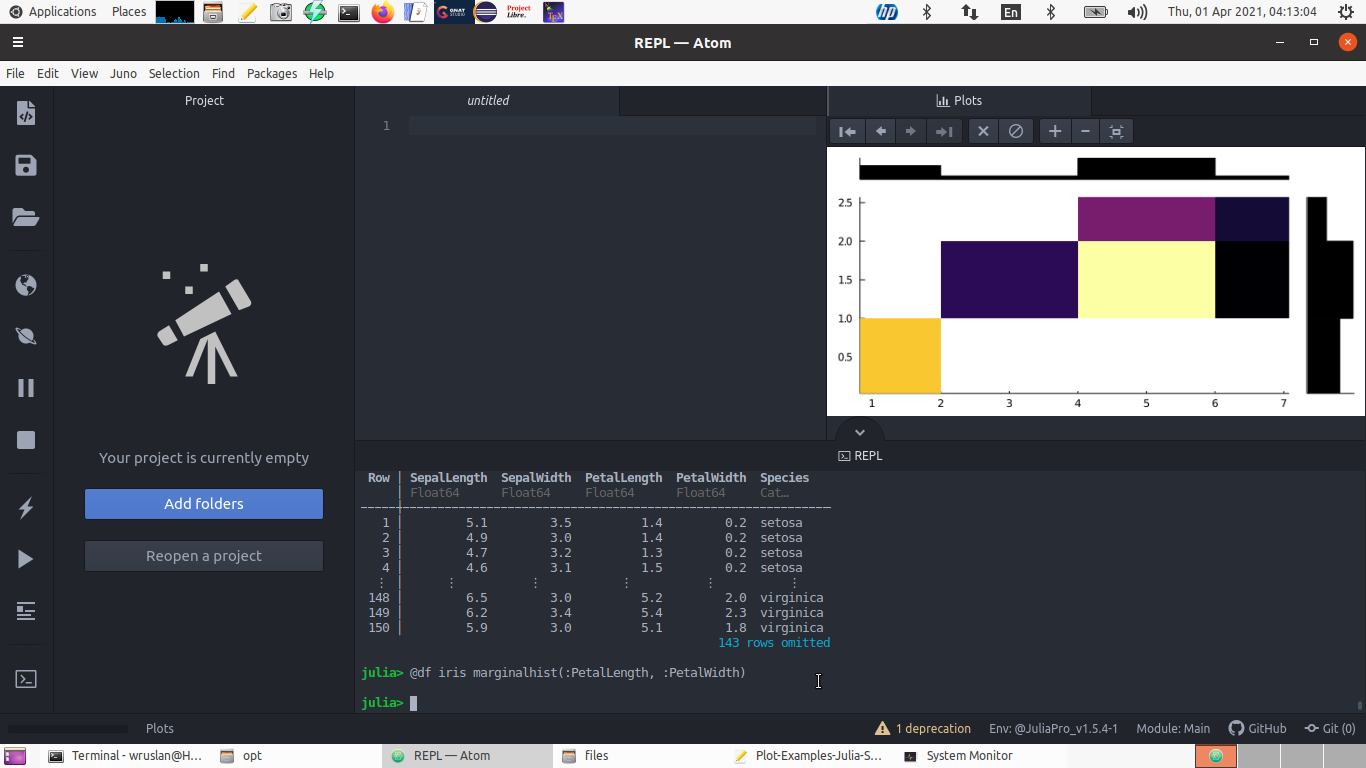 Applications Places En Thu, 01 Apr 2021, 04:13:04
REPL — Atom
File Edit View Juno Selection Find Packages Help
Project
untitled
Plots
1
2.5
2.0
1.5
1.0
0.5
1 2 3 4 5 6 7
Your project is currently empty
Add folders
Reopen a project
REPL
Row SepalLength SepalWidth PetalLength PetalWidth Species
Float64 Float64 Float64 Float64 Cat…
1 5.1 3.5 1.4 0.2 setosa
2 4.9 3.0 1.4 0.2 setosa
3 4.7 3.2 1.3 0.2 setosa
4 4.6 3.1 1.5 0.2 setosa
⋮ ⋮ ⋮ ⋮ ⋮ ⋮
148 6.5 3.0 5.2 2.0 virginica
149 6.2 3.4 5.4 2.3 virginica
150 5.9 3.0 5.1 1.8 virginica
143 rows omitted
julia> @df iris marginalhist(:PetalLength, :PetalWidth)
julia>
Plots 1 deprecation Env: @JuliaPro_v1.5.4-1 Module: Main GitHub Git (0)
Terminal - wruslan@H... opt REPL — Atom files Plot-Examples-Julia-S... System Monitor